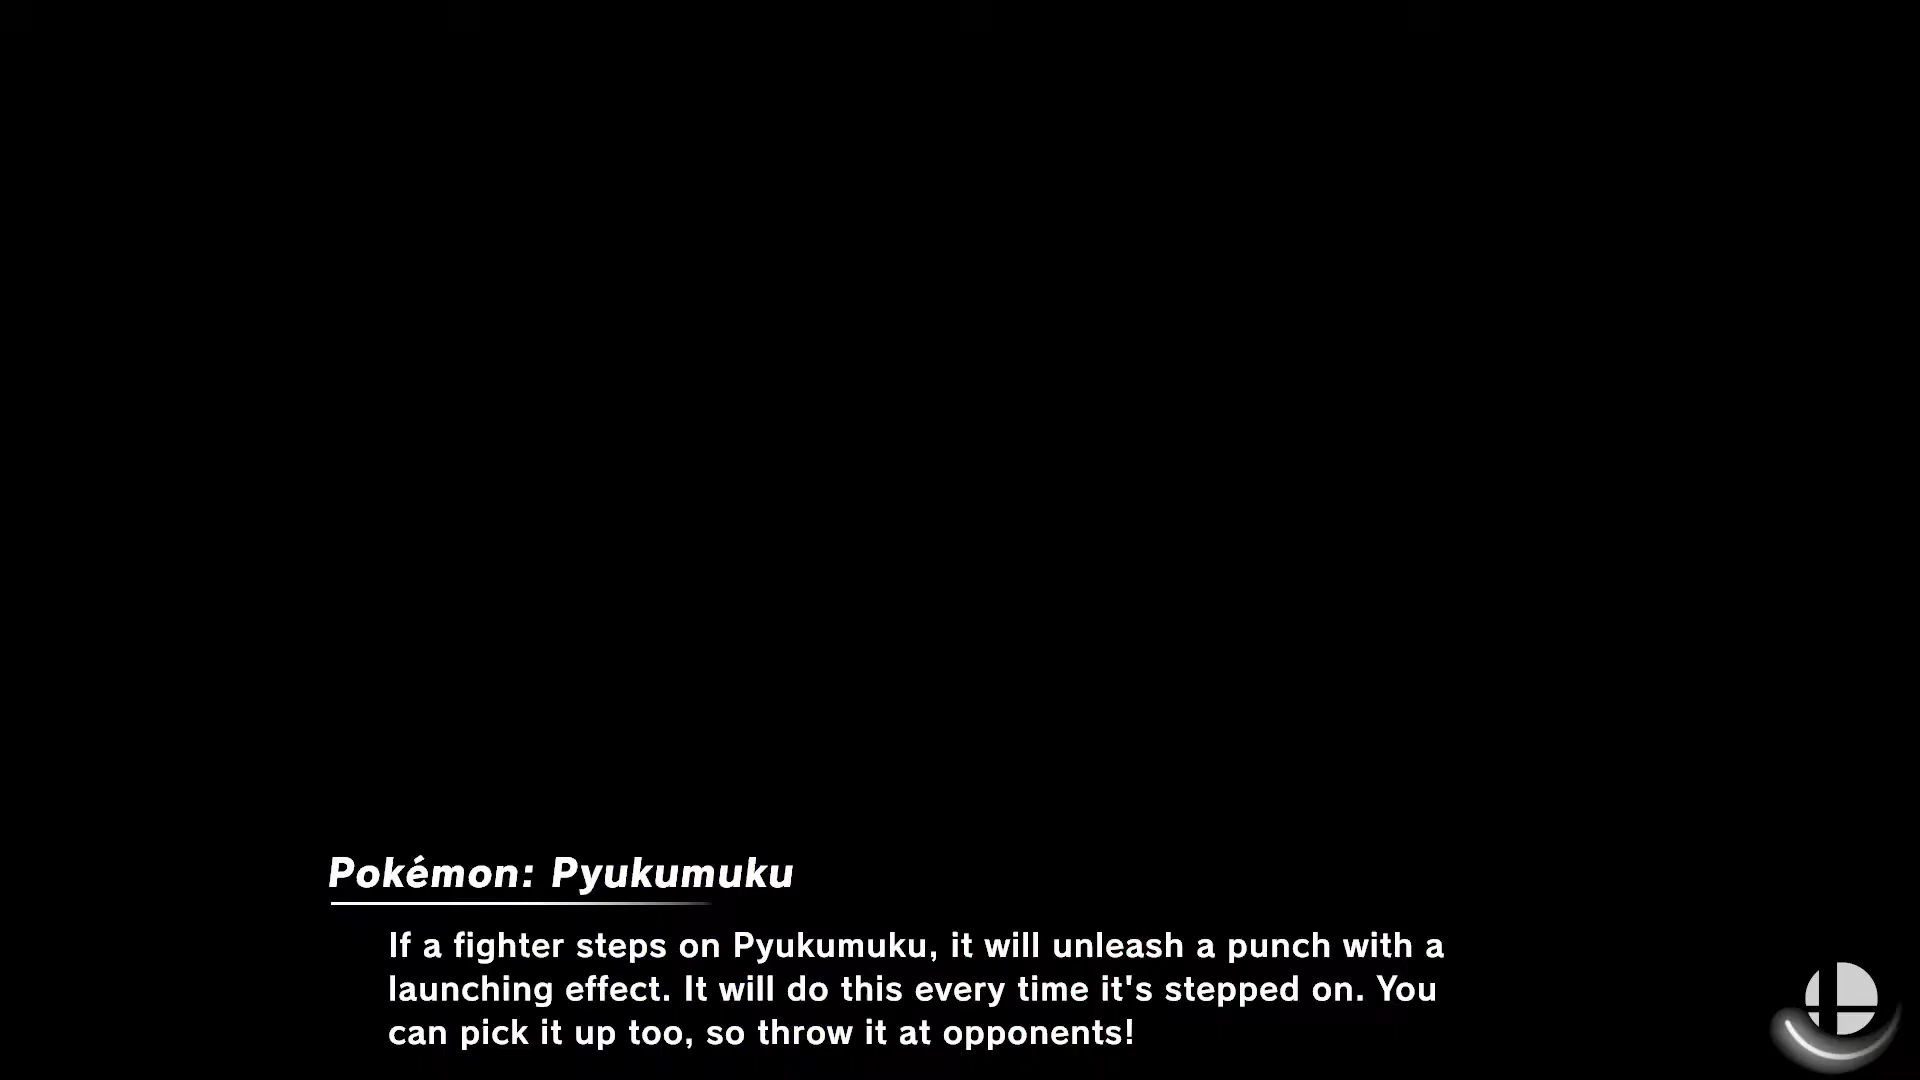 Pokémon: Pyukumuku
If a fighter steps on Pyukumuku, it will unleash a punch with a
launching effect. It will do this every time it's stepped on. You
can pick it up too, so throw it at opponents!